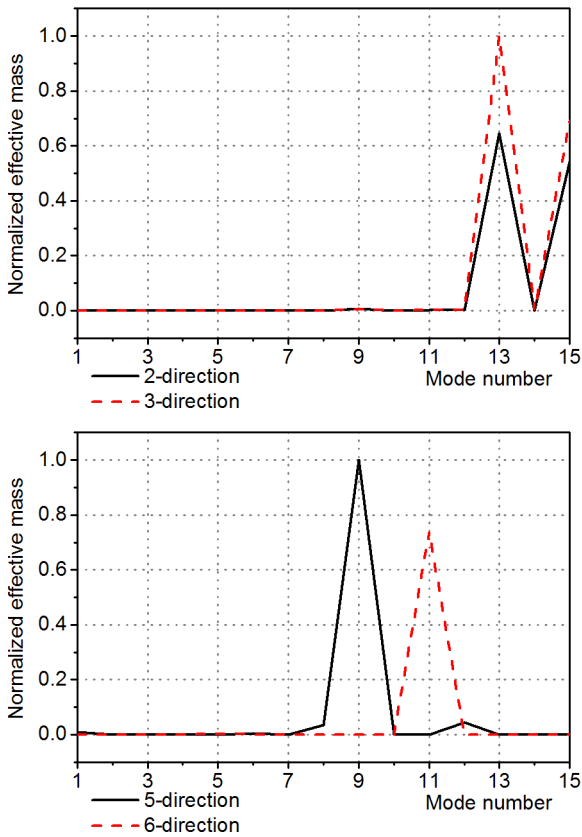 Normalized effective mass
1.0
0.8
0.6
0.4
0.2
0.0
1 3 5 7 9 11 13 15
2-direction
Mode number
3-direction
Normalized effective mass
1.0
0.8
0.6
0.4
0.2
0.0
1 3 5 7 9 11 13 15
5-direction
Mode number
6-direction